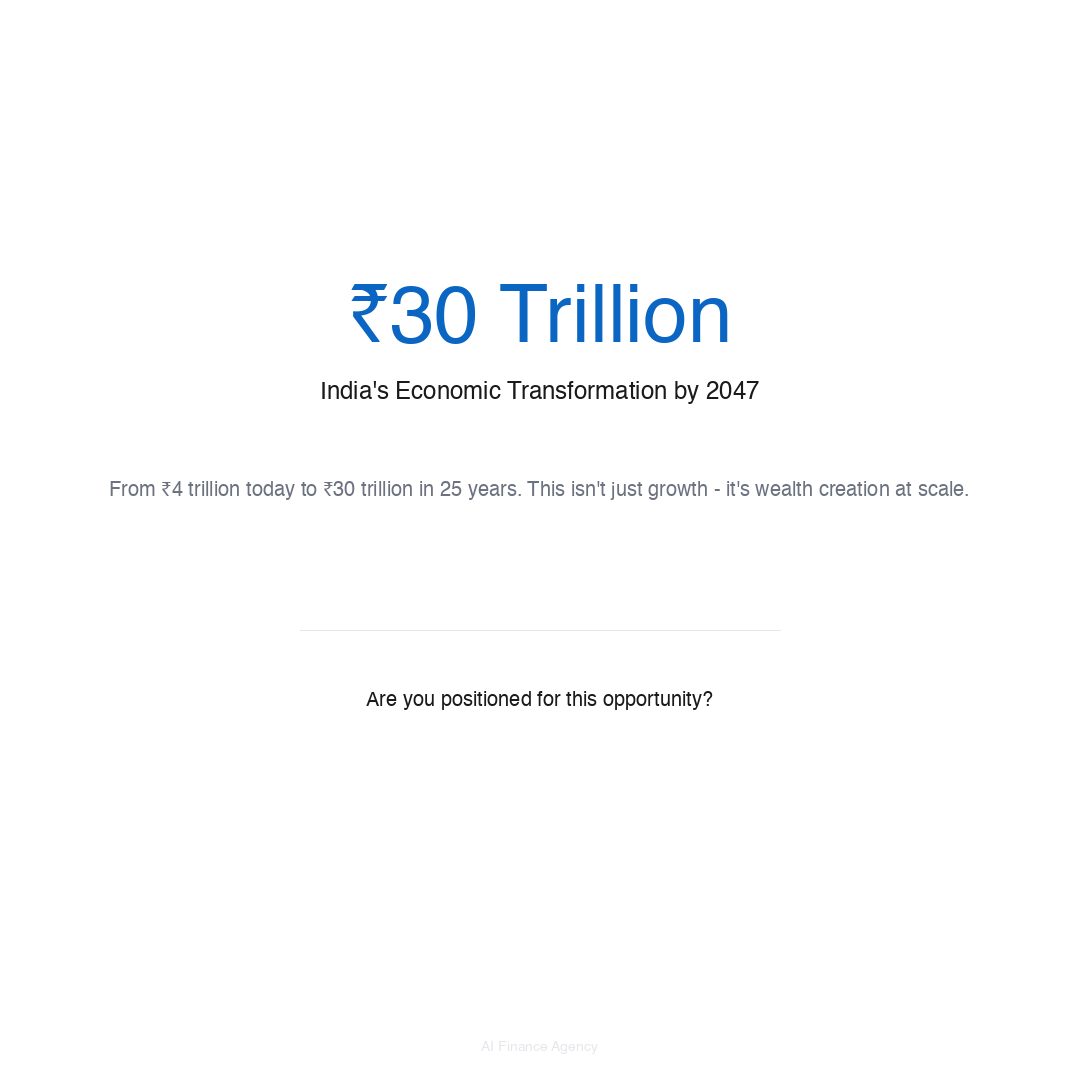 ₹30 Trillion
India's Economic Transformation by 2047
From ₹4 trillion today to ₹30 trillion in 25 years. This isn't just growth - it's wealth creation at scale.
Are you positioned for this opportunity?
AI Finance Agency